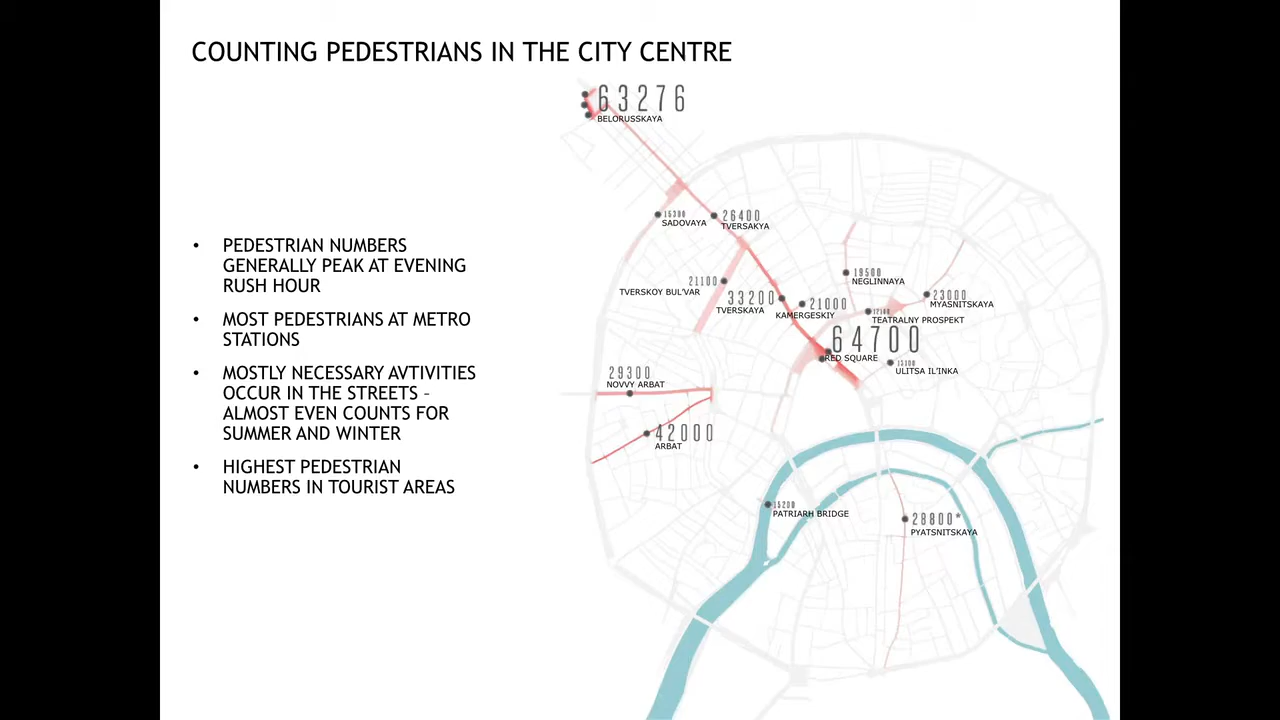 COUNTING PEDESTRIANS IN THE CITY CENTRE
• PEDESTRIAN NUMBERS
GENERALLY PEAK AT EVENING
RUSH HOUR
• MOST PEDESTRIANS AT METRO
STATIONS
• MOSTLY NECESSARY AVTIVITIES
OCCUR IN THE STREETS –
ALMOST EVEN COUNTS FOR
SUMMER AND WINTER
• HIGHEST PEDESTRIAN
NUMBERS IN TOURIST AREAS
63276
BELORUSSKAYA
SADOVAYA
26400
TVERSAKYA
21100
TVERSKOY BUL'VAR
33200
TVERSKAYA
21000
KAMERGESKIY
NEGLINNAYA
23000
MYASNITSKAYA
TEATRALNY PROSPEKT
64700
RED SQUARE
ULITSA IL'INKA
29300
NOVVY ARBAT
42000
ARBAT
15200
PATRIARH BRIDGE
28800*
PYATSNITSKAYA